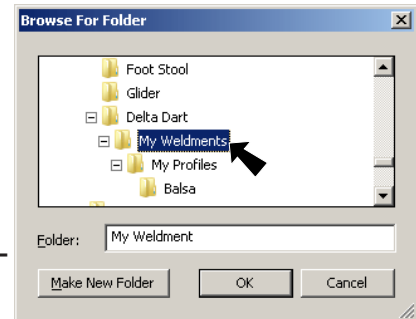 Browse For Folder
Foot Stool
Glider
Delta Dart
My Weldments
My Profiles
Balsa
Folder: My Weldment
Make New Folder OK Cancel